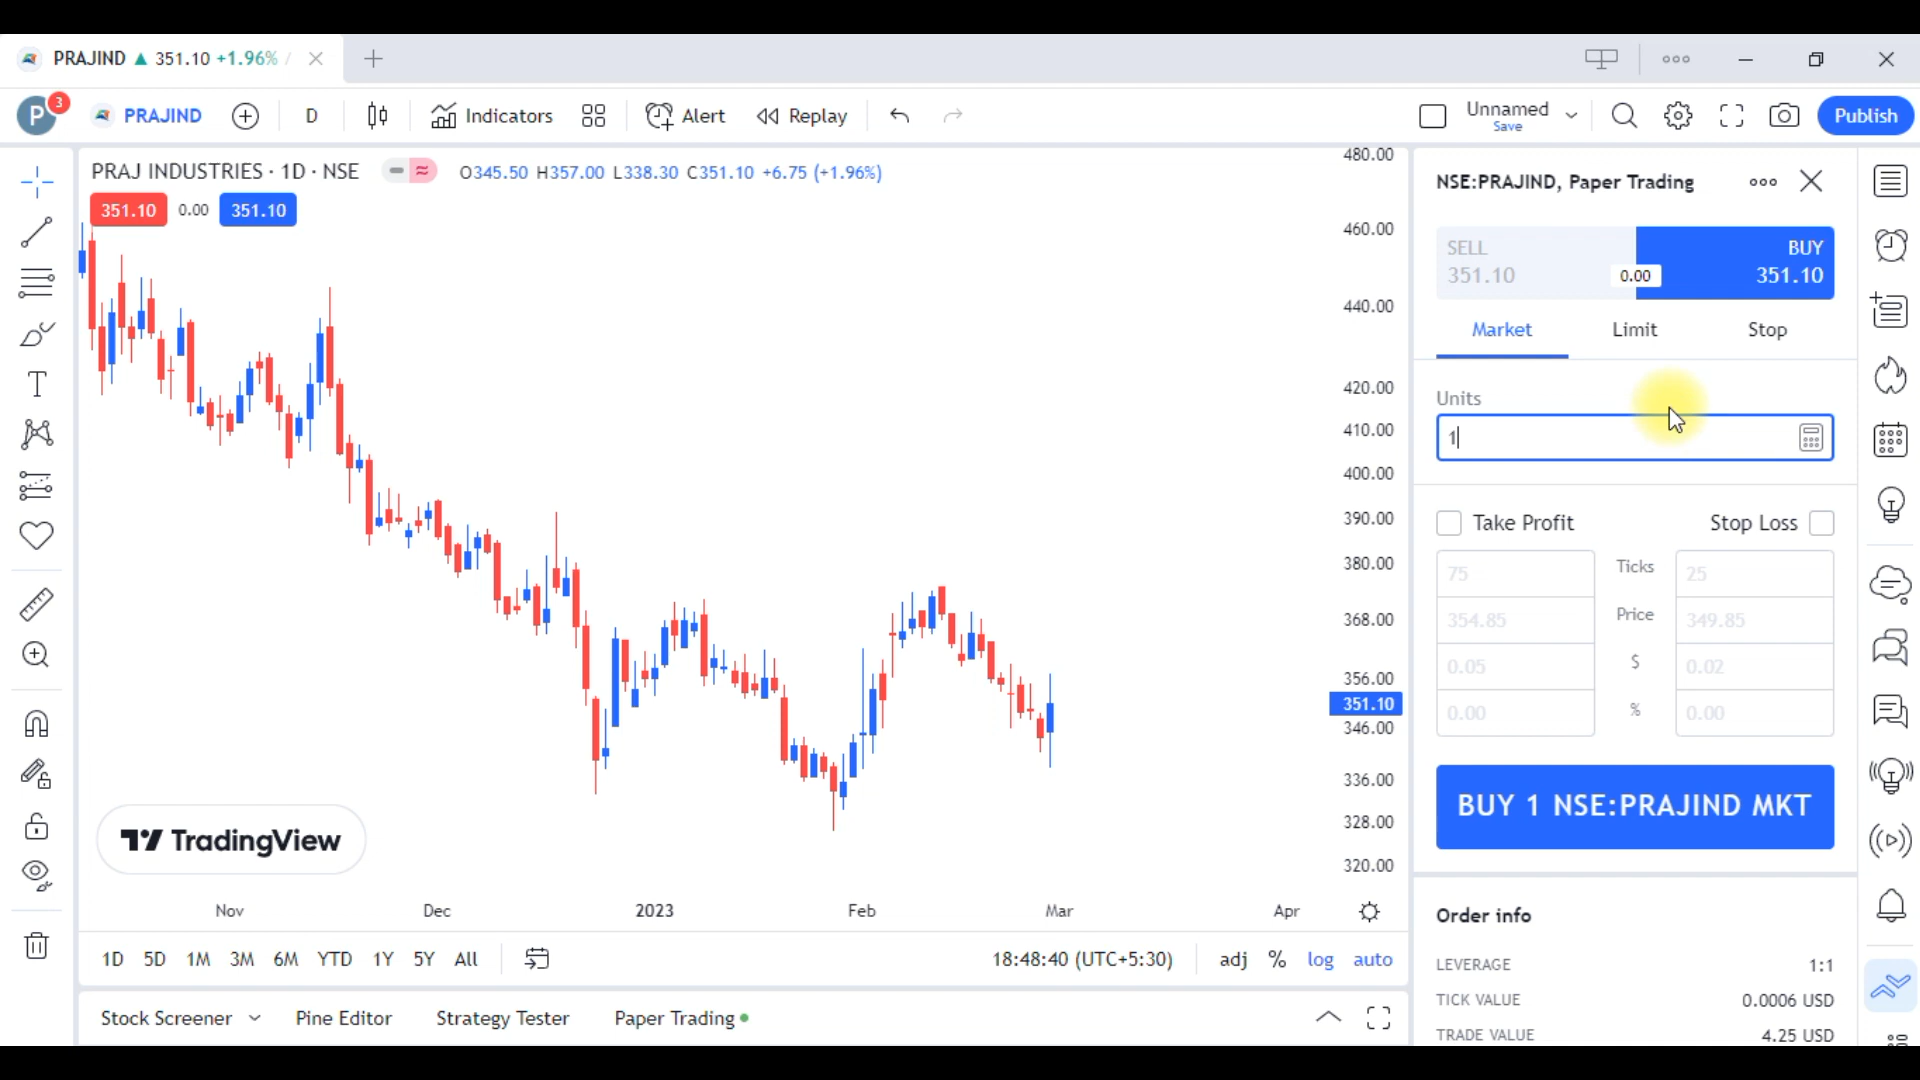 PRAJIND ▲ 351.10 +1.96% /
P 3 PRAJIND D Indicators Alert Replay Unnamed Save Publish
PRAJ INDUSTRIES · 1D · NSE O345.50 H357.00 L338.30 C351.10 +6.75 (+1.96%)
351.10 0.00 351.10
480.00
460.00
440.00
420.00
410.00
400.00
390.00
380.00
368.00
356.00
351.10
346.00
336.00
328.00
320.00
TradingView
Nov Dec 2023 Feb Mar Apr
1D 5D 1M 3M 6M YTD 1Y 5Y All 18:48:40 (UTC+5:30) adj % log auto
Stock Screener Pine Editor Strategy Tester Paper Trading
NSE:PRAJIND, Paper Trading
SELL BUY
351.10 0.00 351.10
Market Limit Stop
Units
1
Take Profit Stop Loss
75 Ticks 25
354.85 Price 349.85
0.05 $ 0.02
0.00 % 0.00
BUY 1 NSE:PRAJIND MKT
Order info
LEVERAGE 1:1
TICK VALUE 0.0006 USD
TRADE VALUE 4.25 USD